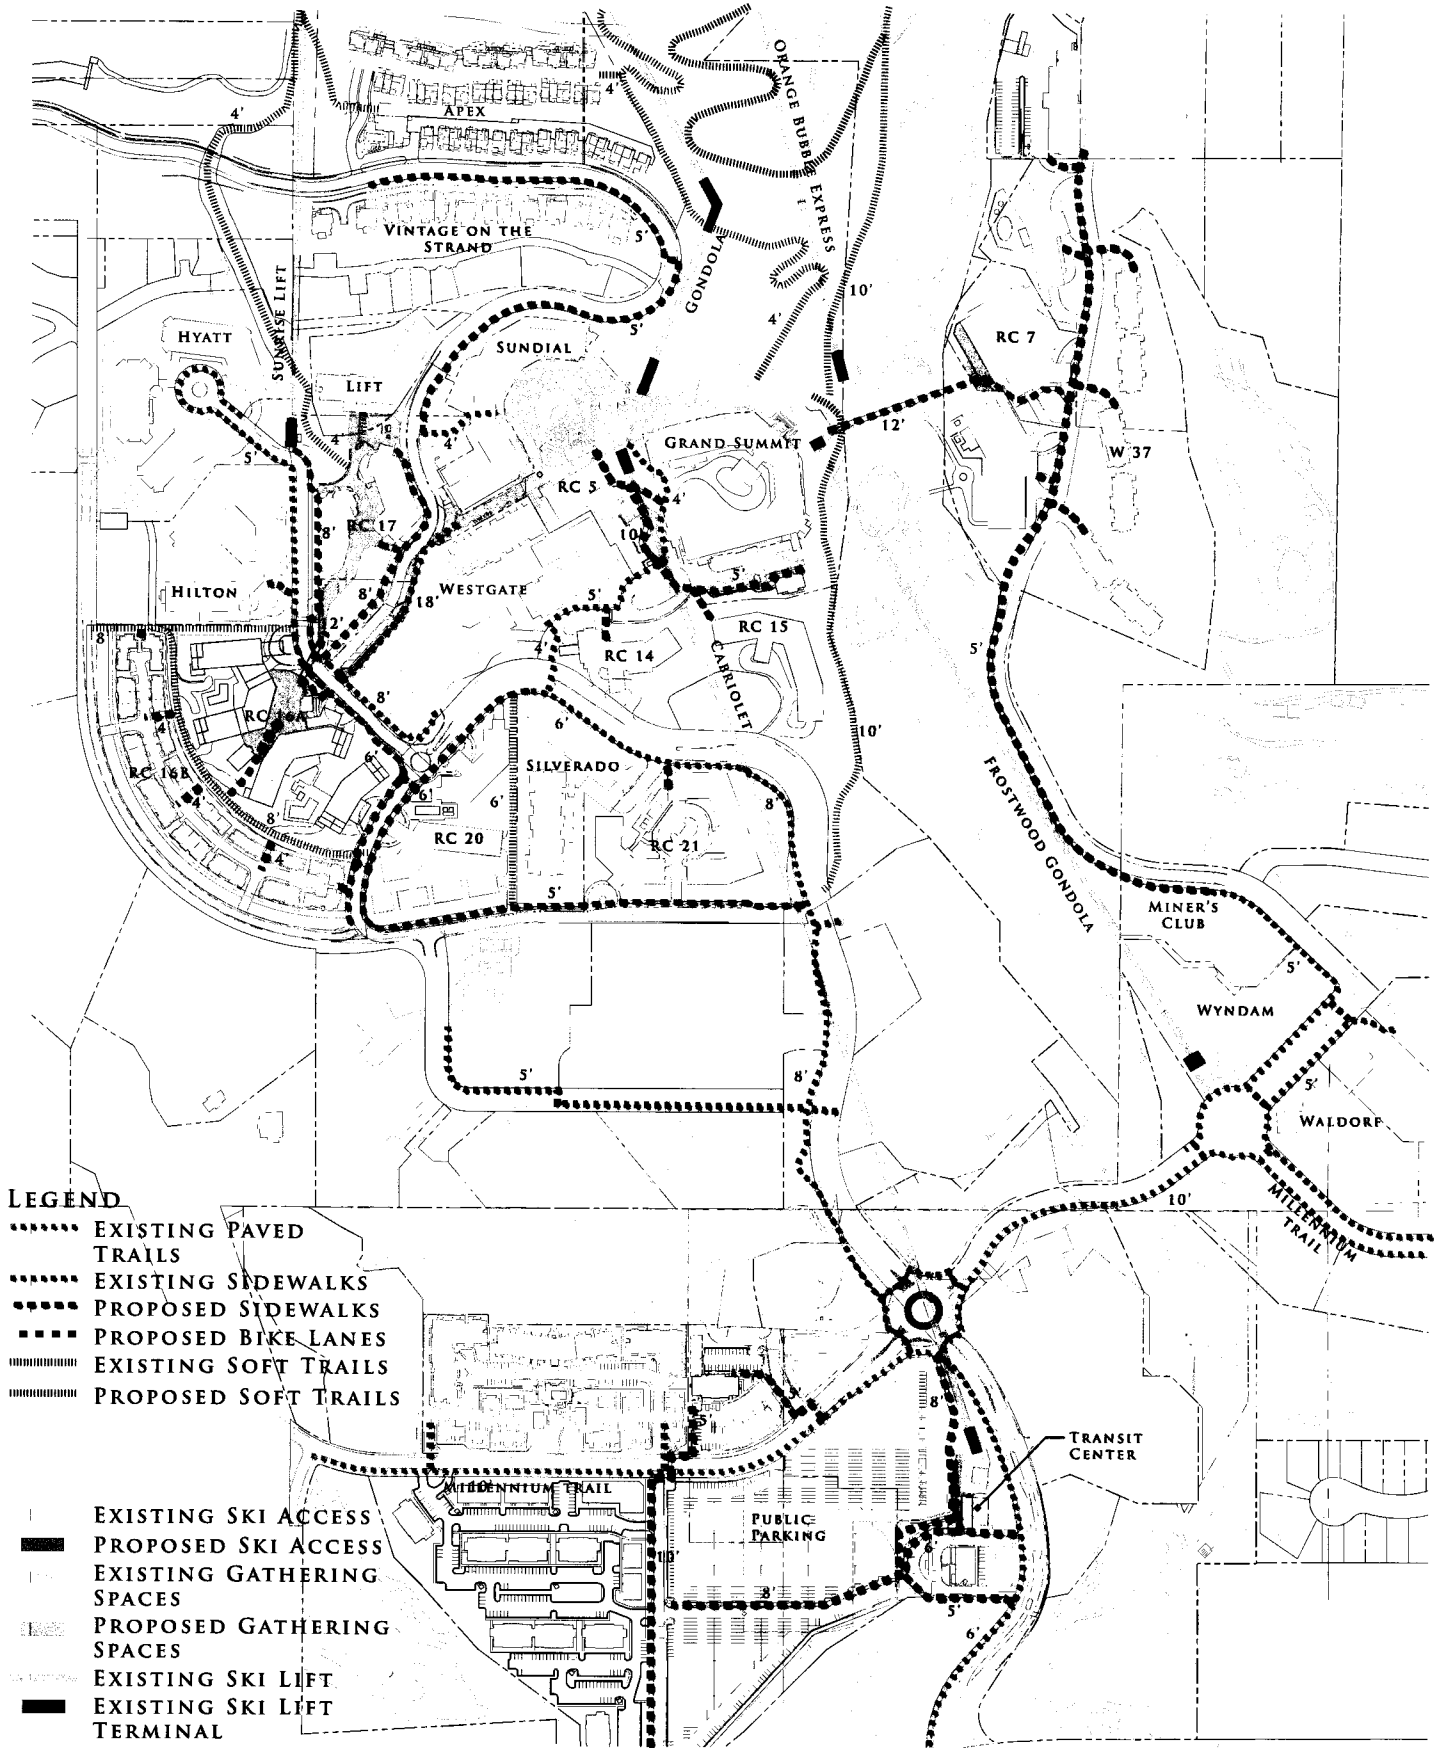 4'
APEX
4'
ORANGE BUBBLE EXPRESS
VINTAGE ON THE
STRAND
5'
GONDOLA
10'
SUNRISE LIFT
HYATT
5'
4'
SUNDIAL
RC 7
LIFT
4
5'
4'
GRAND SUMMIT
12'
W 37
RC 5
4'
8'
RC 17
10'
5'
HILTON
8'
18'
WESTGATE
5'
12'
8
4'
RC 14
RC 15
CABRIOLET
5'
8'
RC 16A
6'
10'
4'
6'
SILVERADO
RC 16B
4'
6'
6'
8'
8'
RC 20
RC 21
4'
5'
FROSTWOOD GONDOLA
MINER'S
CLUB
5'
WYNDAM
5'
8'
5'
WALDORF
10'
MILLENNIUM
TRAIL
LEGEND
EXISTING PAVED
TRAILS
EXISTING SIDEWALKS
PROPOSED SIDEWALKS
PROPOSED BIKE LANES
EXISTING SOFT TRAILS
PROPOSED SOFT TRAILS
8'
5'
TRANSIT
CENTER
MILLENNIUM TRAIL
PUBLIC
PARKING
10'
6'
8'
5'
6'
EXISTING SKI ACCESS
PROPOSED SKI ACCESS
EXISTING GATHERING
SPACES
PROPOSED GATHERING
SPACES
EXISTING SKI LIFT
EXISTING SKI LIFT
TERMINAL